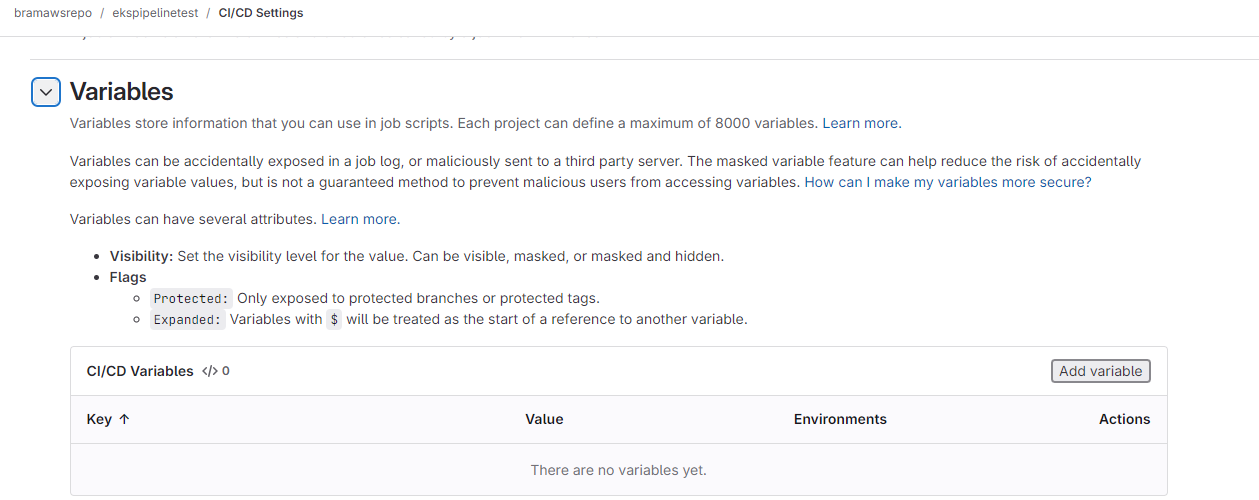 bramawsrepo / ekspipelinetest / CI/CD Settings
Variables
Variables store information that you can use in job scripts. Each project can define a maximum of 8000 variables. Learn more.
Variables can be accidentally exposed in a job log, or maliciously sent to a third party server. The masked variable feature can help reduce the risk of accidentally
exposing variable values, but is not a guaranteed method to prevent malicious users from accessing variables. How can I make my variables more secure?
Variables can have several attributes. Learn more.
• Visibility: Set the visibility level for the value. Can be visible, masked, or masked and hidden.
• Flags
◦ Protected: Only exposed to protected branches or protected tags.
◦ Expanded: Variables with $ will be treated as the start of a reference to another variable.
CI/CD Variables </> 0 Add variable
Key ↑ Value Environments Actions
There are no variables yet.